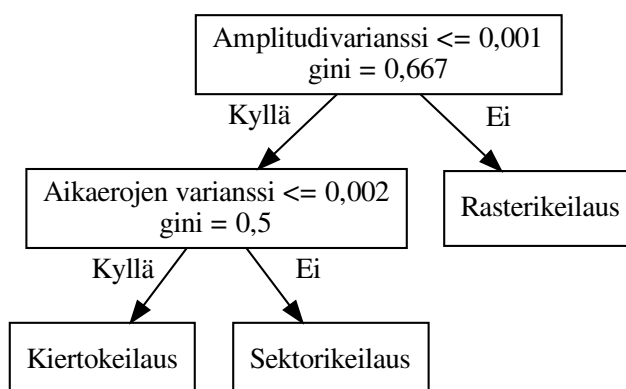 Amplitudivarianssi <= 0,001
gini = 0,667
Kyllä
Ei
Aikaerojen varianssi <= 0,002
gini = 0,5
Rasterikeilaus
Kyllä
Ei
Kiertokeilaus
Sektorikeilaus